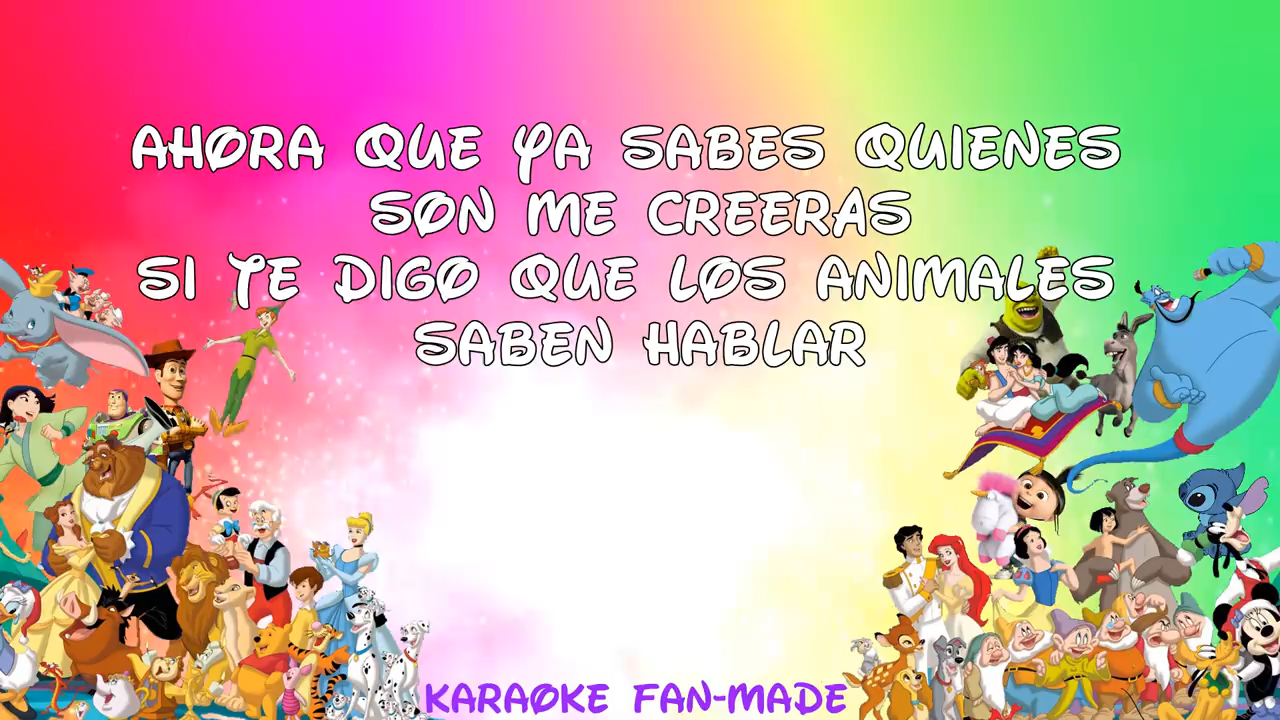 AHORA QUE YA SABES QUIENES
SON ME CREERAS
SI TE DIGO QUE LOS ANIMALES
SABEN HABLAR
KARAOKE FAN-MADE